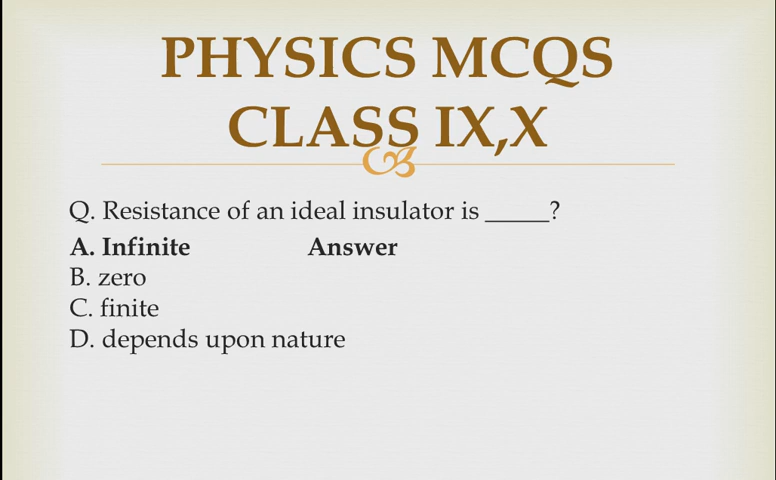 PHYSICS MCQS
CLASS IX,X
Q. Resistance of an ideal insulator is _____?
A. Infinite Answer
B. zero
C. finite
D. depends upon nature